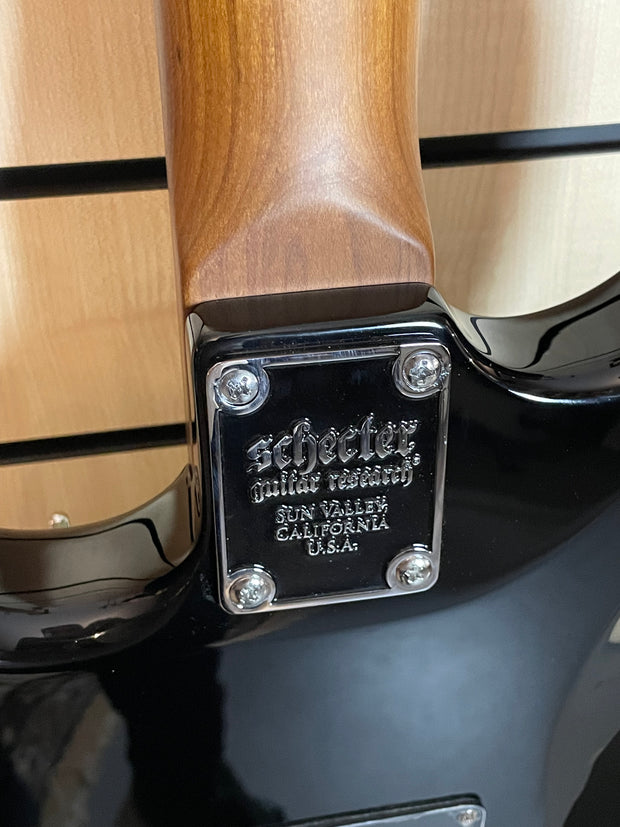 schecter
guitar research®
SUN VALLEY,
CALIFORNIA
U.S.A.